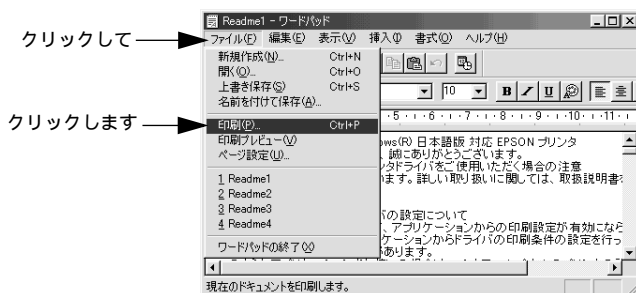 Readme1 - ワードパッド
クリックして
ファイル(F) 編集(E) 表示(V) 挿入(I) 書式(O) ヘルプ(H)
新規作成(N)... Ctrl+N
開く(O)... Ctrl+O
上書き保存(S) Ctrl+S
名前を付けて保存(A)...
10 B I U
クリックします
印刷(P)... Ctrl+P
印刷プレビュー(V)
ページ設定(U)...
1 Readme1
2 Readme2
3 Readme3
4 Readme4
ワードパッドの終了(X)
·5·ı·6·ı·7·ı·8·ı·9·ı·10·ı·11·ı
ows(R) 日本語版 対応 EPSON プリンタ
、誠にありがとうございます。
ンタドライバをご使用いただく場合の注意
います。詳しい取り扱いに関しては、取扱説明書
バの設定について
、アプリケーションからの印刷設定が有効になら
ケーションからドライバの印刷条件の設定を行っ
があります。
現在のドキュメントを印刷します。